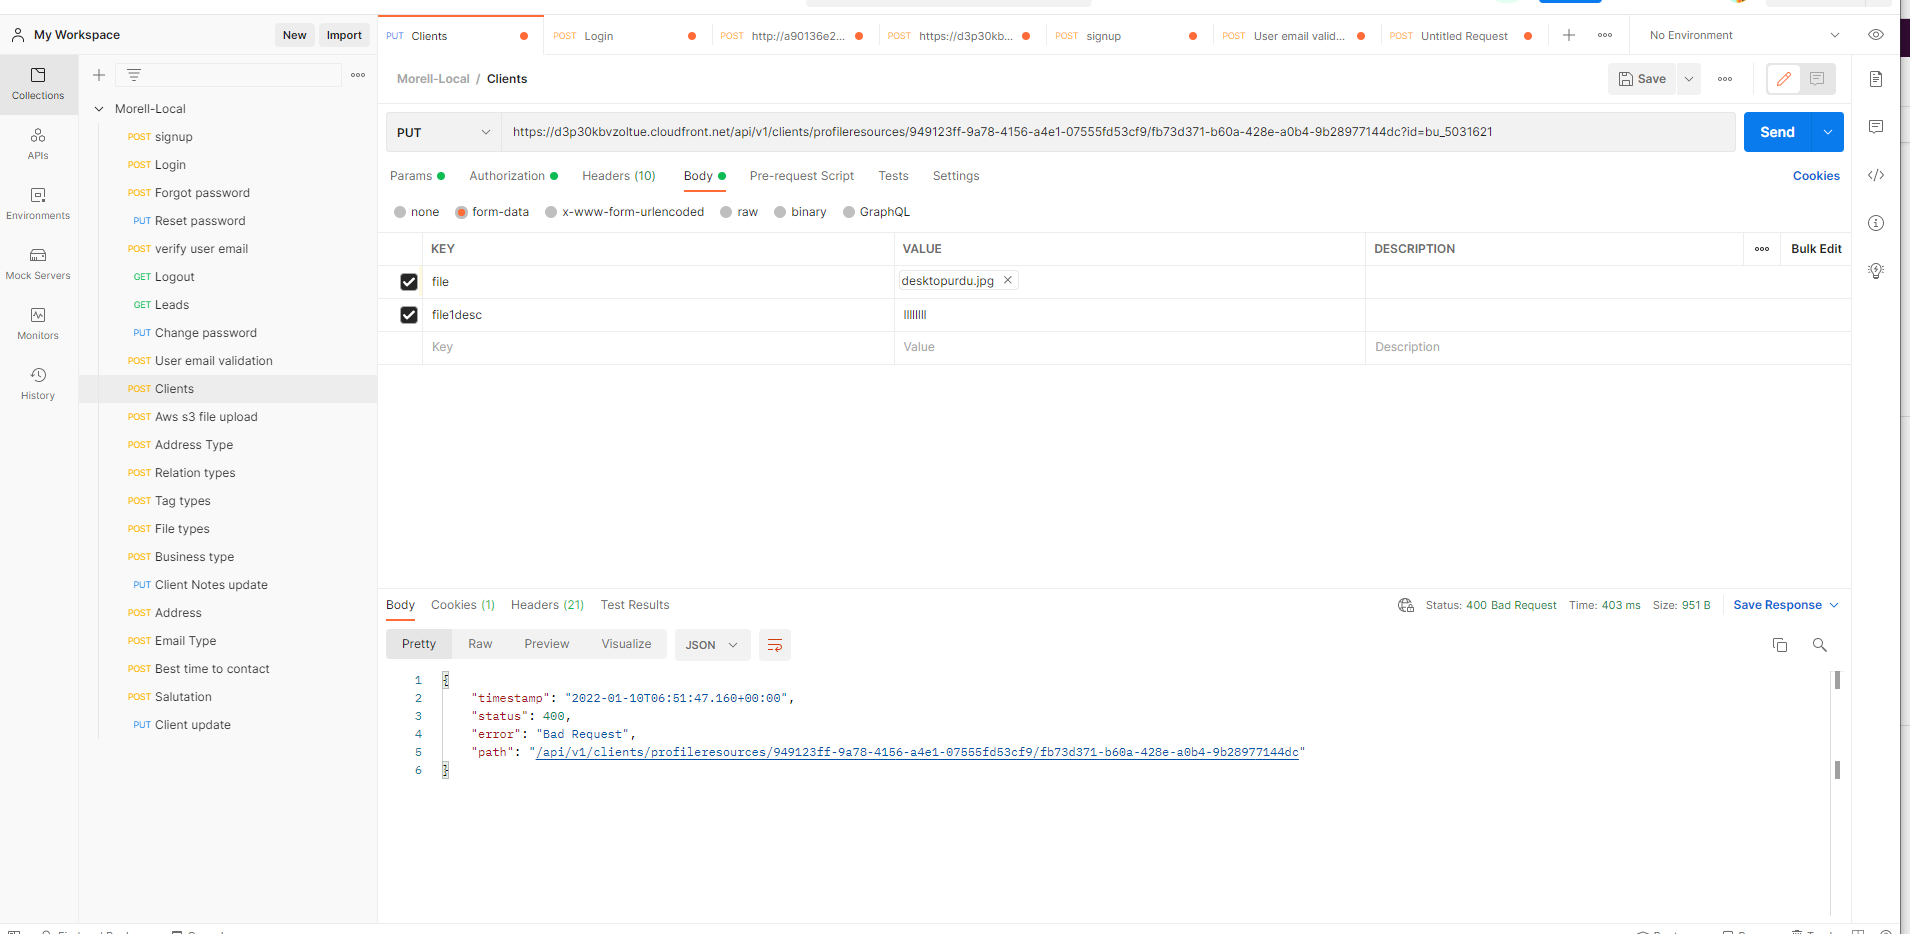 My Workspace
New
Import
PUT Clients
POST Login
POST http://a90136e2...
POST https://d3p30kb...
POST signup
POST User email valid...
POST Untitled Request
No Environment
Collections
APIs
Environments
Mock Servers
Monitors
History
Morell-Local
POST signup
POST Login
POST Forgot password
PUT Reset password
POST verify user email
GET Logout
GET Leads
PUT Change password
POST User email validation
POST Clients
POST Aws s3 file upload
POST Address Type
POST Relation types
POST Tag types
POST File types
POST Business type
PUT Client Notes update
POST Address
POST Email Type
POST Best time to contact
POST Salutation
PUT Client update
Morell-Local / Clients
Save
PUT
https://d3p30kbvzoltue.cloudfront.net/api/v1/clients/profileresources/949123ff-9a78-4156-a4e1-07555fd53cf9/fb73d371-b60a-428e-a0b4-9b28977144dc?id=bu_5031621
Send
Params
Authorization
Headers (10)
Body
Pre-request Script
Tests
Settings
Cookies
none
form-data
x-www-form-urlencoded
raw
binary
GraphQL
KEY
VALUE
DESCRIPTION
Bulk Edit
file
desktopurdu.jpg
file1desc
llllllll
Key
Value
Description
Body
Cookies (1)
Headers (21)
Test Results
Status: 400 Bad Request
Time: 403 ms
Size: 951 B
Save Response
Pretty
Raw
Preview
Visualize
JSON
1 {
2 "timestamp": "2022-01-10T06:51:47.160+00:00",
3 "status": 400,
4 "error": "Bad Request",
5 "path": "/api/v1/clients/profileresources/949123ff-9a78-4156-a4e1-07555fd53cf9/fb73d371-b60a-428e-a0b4-9b28977144dc"
6 }